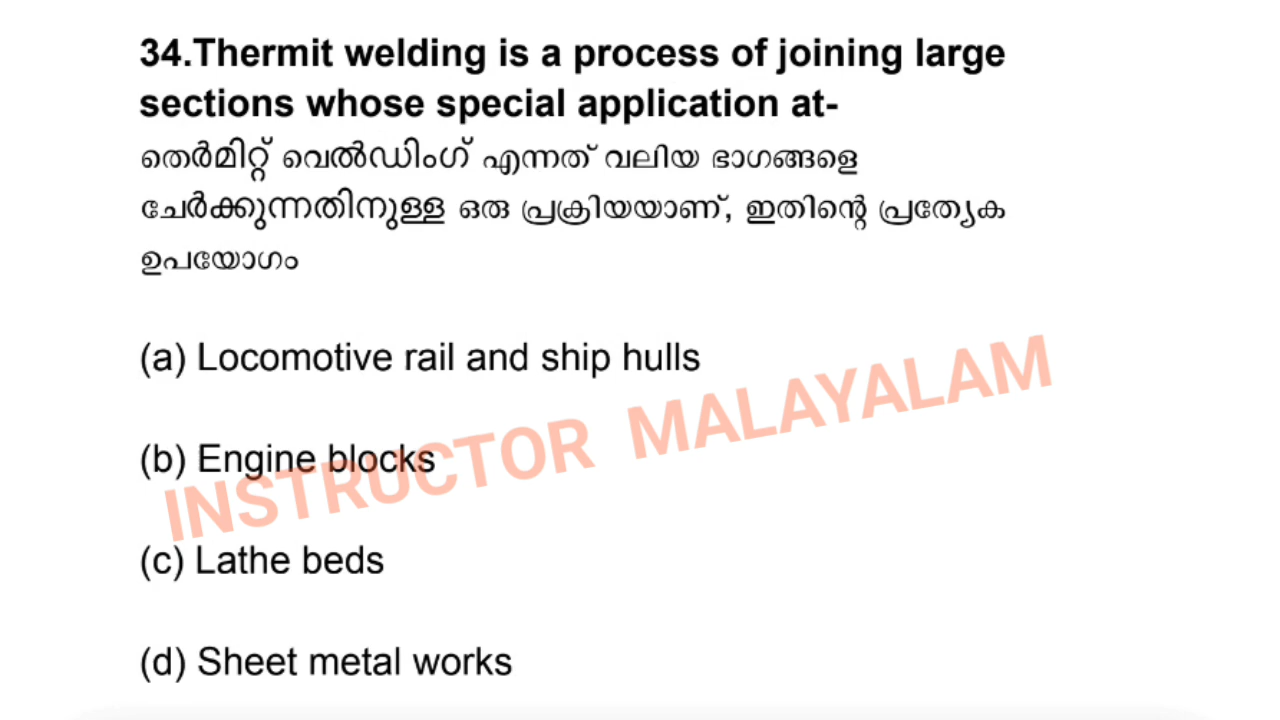 34.Thermit welding is a process of joining large
sections whose special application at-
തെർമിറ്റ് വെൽഡിംഗ് എന്നത് വലിയ ഭാഗങ്ങളെ
ചേർക്കുന്നതിനുള്ള ഒരു പ്രക്രിയയാണ്, ഇതിന്റെ പ്രത്യേക
ഉപയോഗം
(a) Locomotive rail and ship hulls
(b) Engine blocks
(c) Lathe beds
(d) Sheet metal works
INSTRUCTOR MALAYALAM